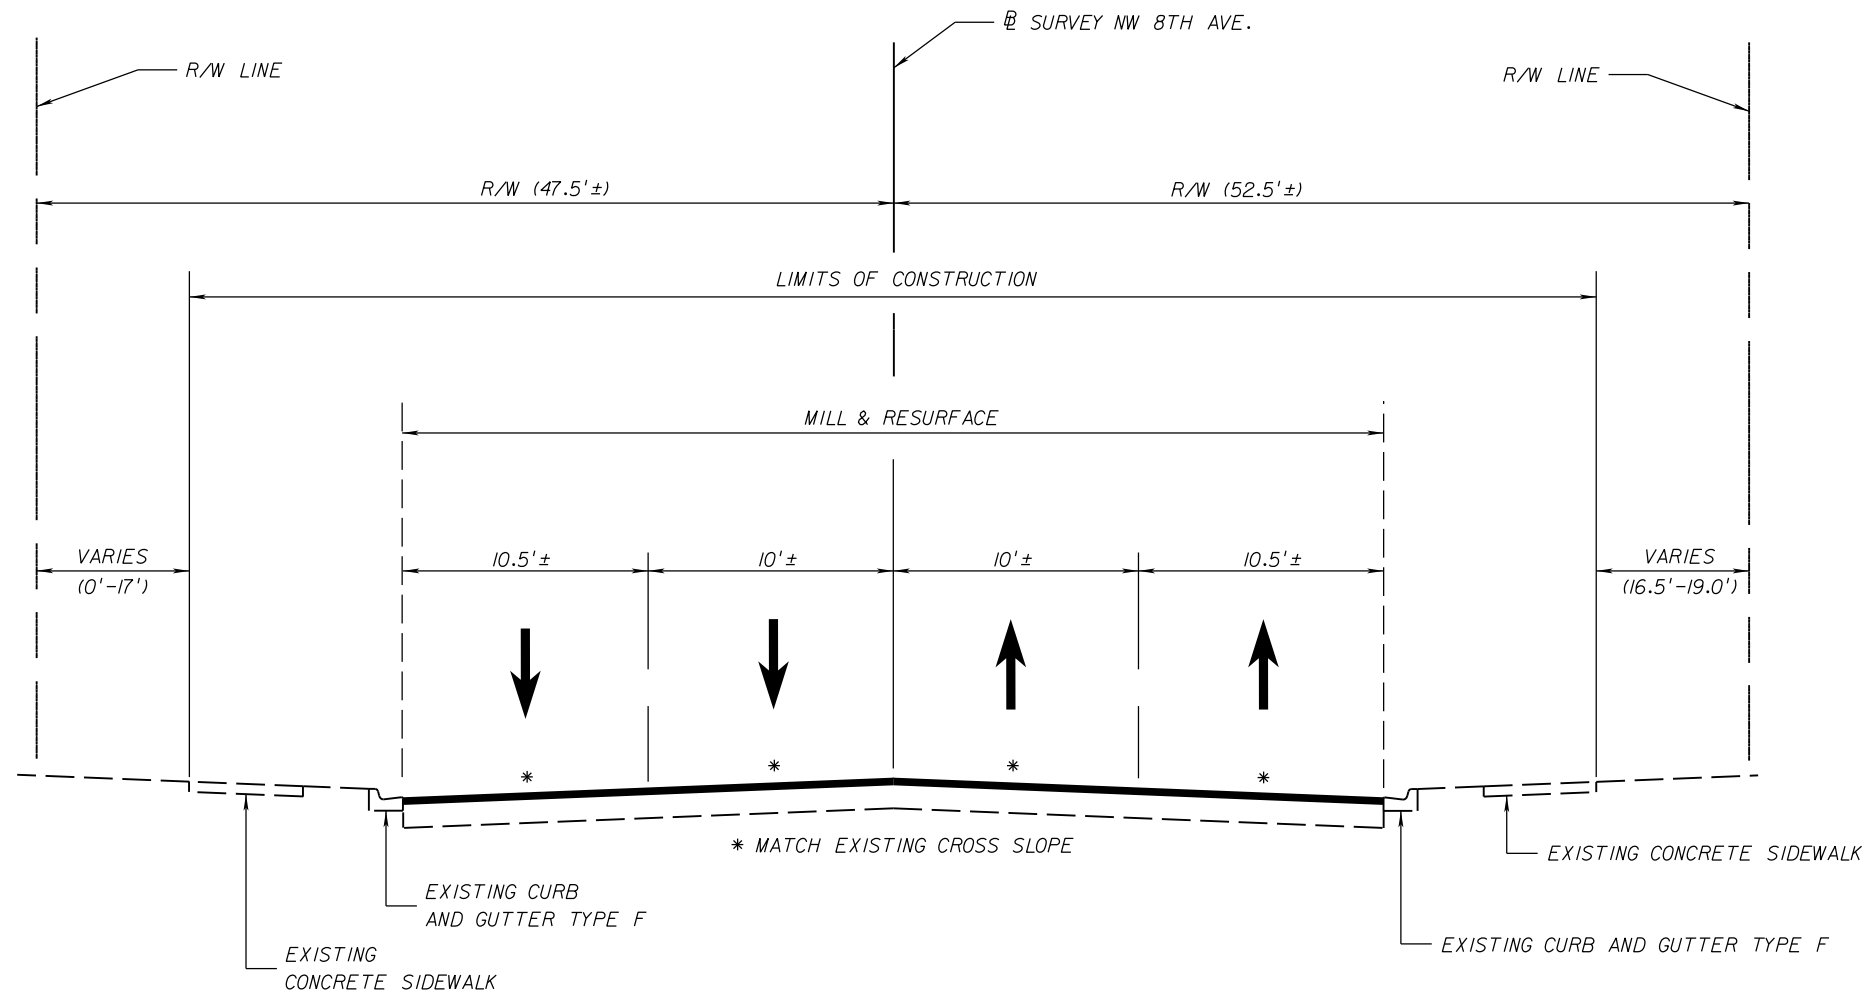 ℄ SURVEY NW 8TH AVE.
R/W LINE
R/W LINE
R/W (47.5'±)
R/W (52.5'±)
LIMITS OF CONSTRUCTION
MILL & RESURFACE
VARIES
(0'-17')
10.5'±
10'±
10'±
10.5'±
VARIES
(16.5'-19.0')
*
*
*
*
* MATCH EXISTING CROSS SLOPE
EXISTING CONCRETE SIDEWALK
EXISTING CURB
AND GUTTER TYPE F
EXISTING CURB AND GUTTER TYPE F
EXISTING
CONCRETE SIDEWALK